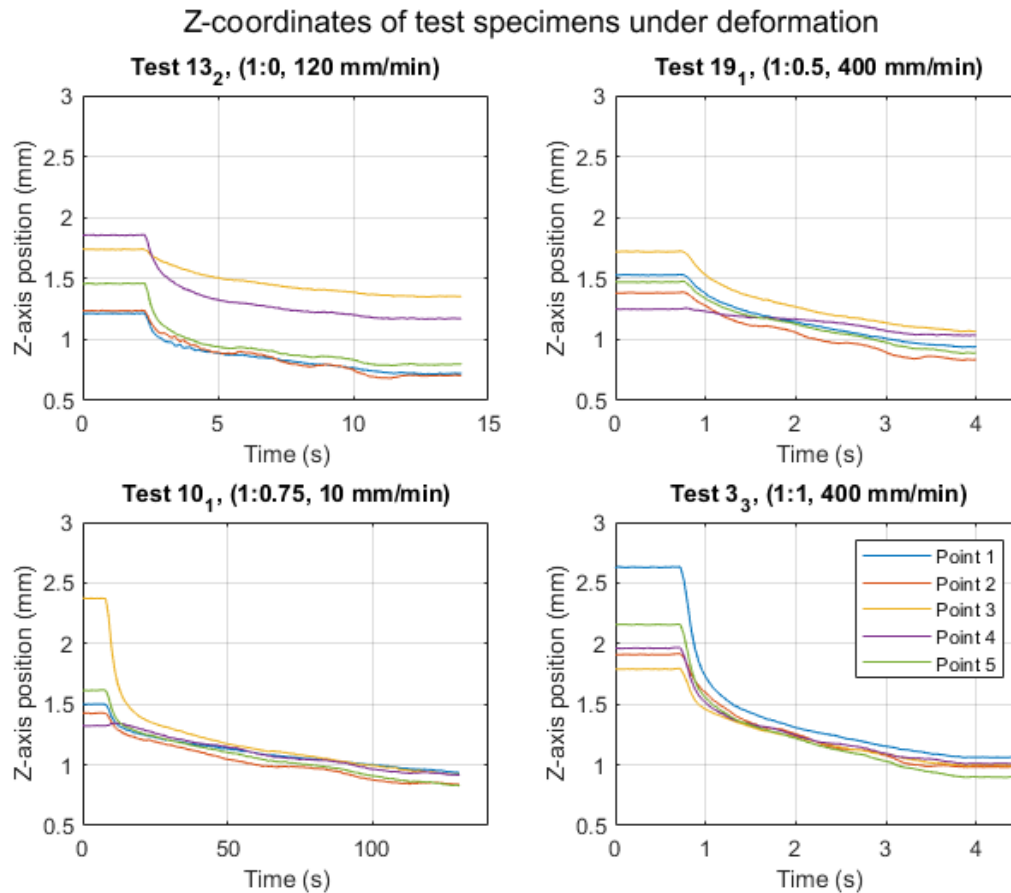 Z-coordinates of test specimens under deformation
Test 13₂, (1:0, 120 mm/min)
3
2.5
2
1.5
1
0.5
Z-axis position (mm)
0 5 10 15
Time (s)
Test 19₁, (1:0.5, 400 mm/min)
3
2.5
2
1.5
1
0.5
Z-axis position (mm)
0 1 2 3 4
Time (s)
Test 10₁, (1:0.75, 10 mm/min)
3
2.5
2
1.5
1
0.5
Z-axis position (mm)
0 50 100
Time (s)
Test 3₃, (1:1, 400 mm/min)
3
2.5
2
1.5
1
0.5
Z-axis position (mm)
0 1 2 3 4
Time (s)
Point 1
Point 2
Point 3
Point 4
Point 5